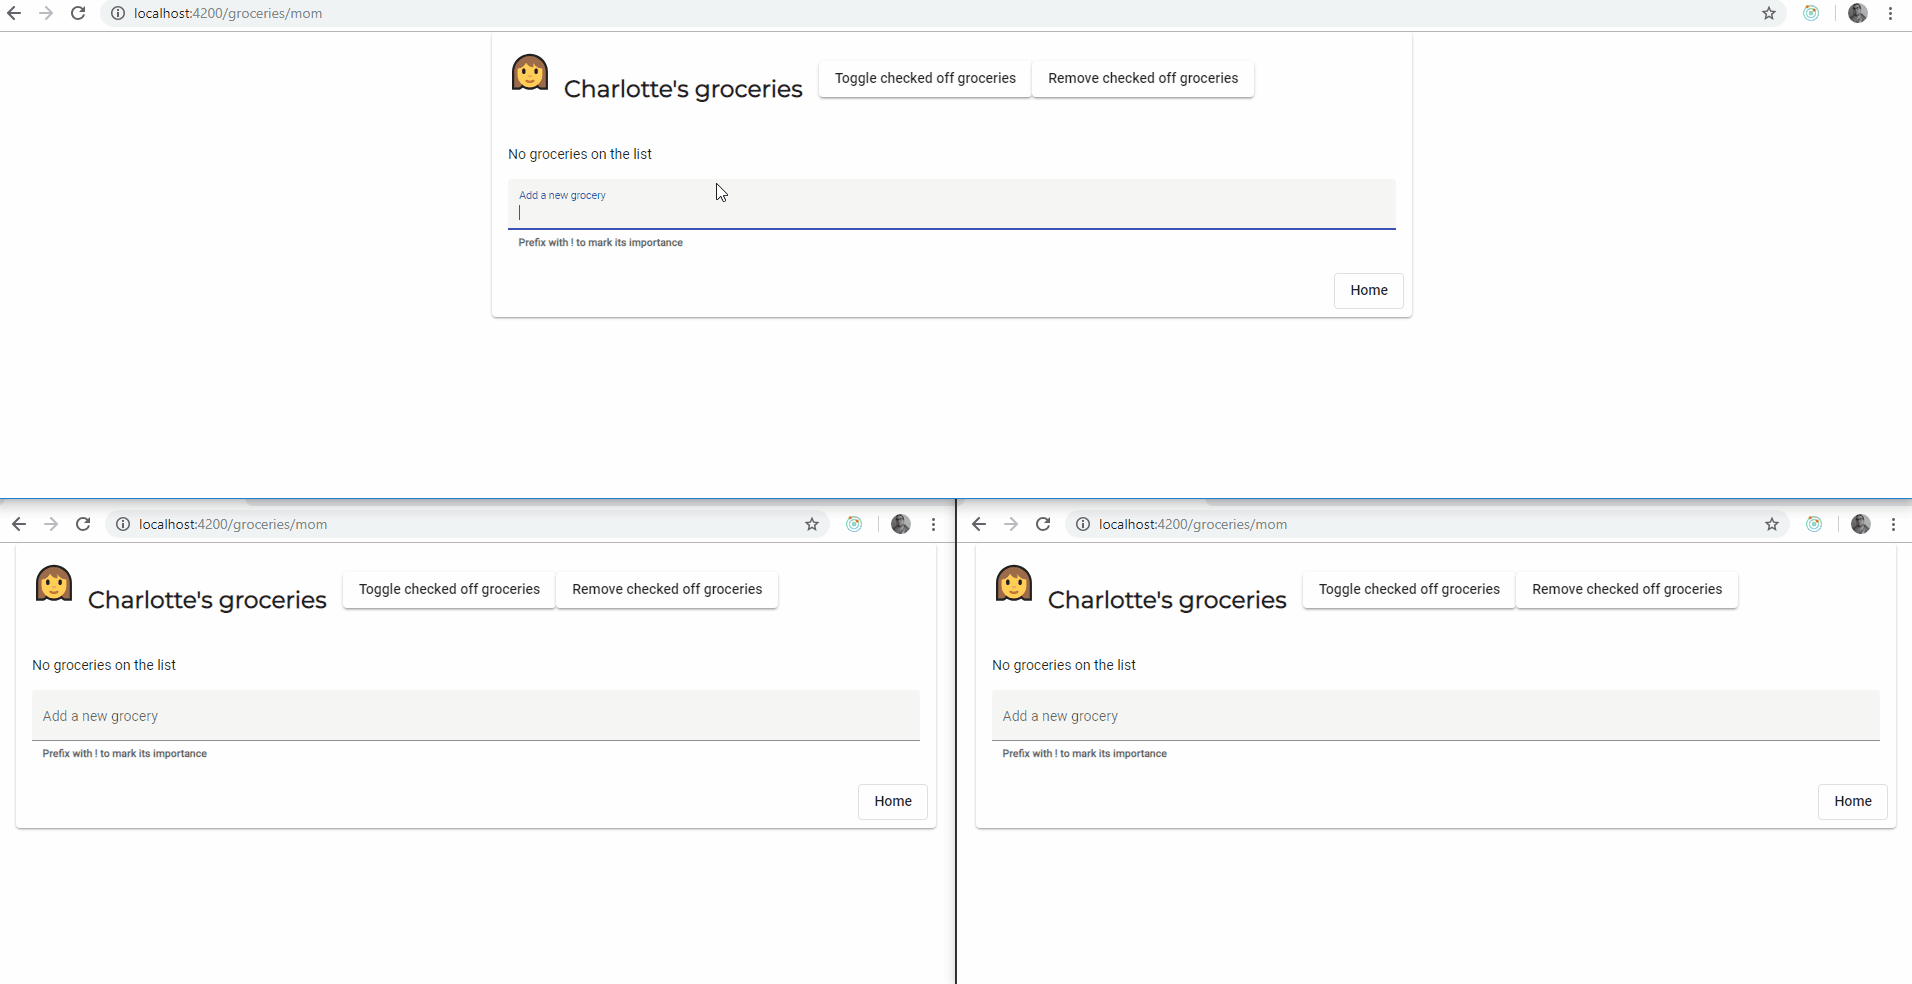 localhost:4200/groceries/mom
Charlotte's groceries
Toggle checked off groceries
Remove checked off groceries
No groceries on the list
Add a new grocery
Prefix with ! to mark its importance
Home
localhost:4200/groceries/mom
Charlotte's groceries
Toggle checked off groceries
Remove checked off groceries
No groceries on the list
Add a new grocery
Prefix with ! to mark its importance
Home
localhost:4200/groceries/mom
Charlotte's groceries
Toggle checked off groceries
Remove checked off groceries
No groceries on the list
Add a new grocery
Prefix with ! to mark its importance
Home